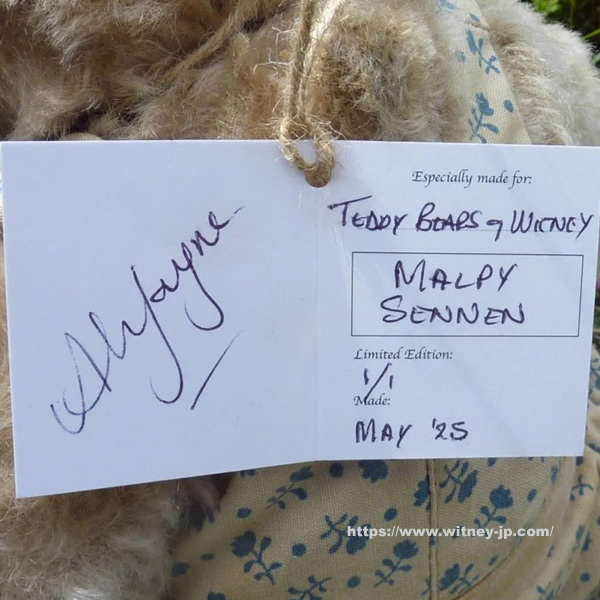 Especially made for:
TEDDY BEARS of WITNEY
MALPY
SENNEN
Limited Edition:
1/1
Made:
MAY '25
https://www.witney-jp.com/